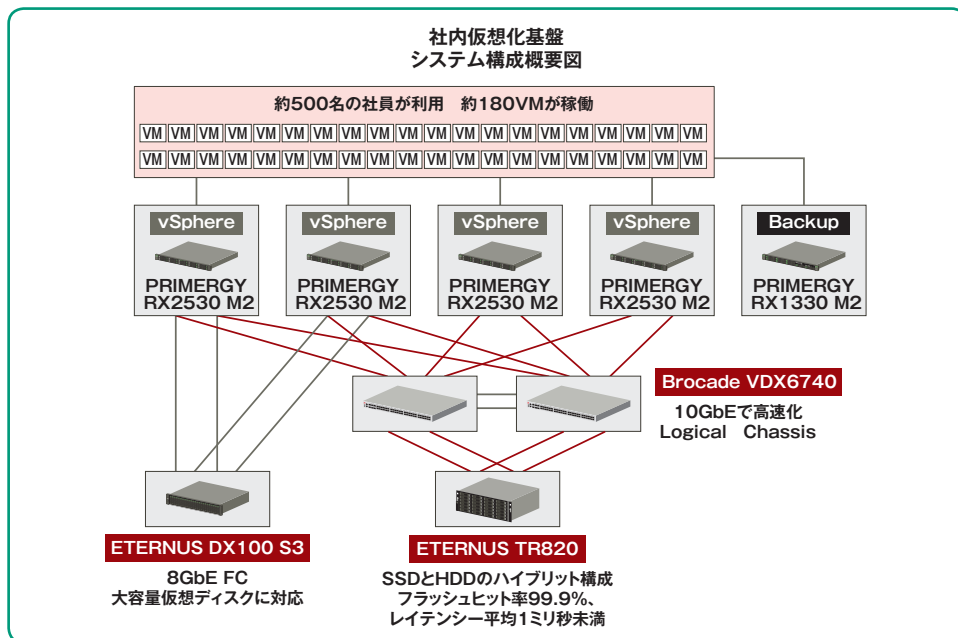 社内仮想化基盤
システム構成概要図
約500名の社員が利用　約180VMが稼働
VM VM VM VM VM VM VM VM VM VM VM VM VM VM VM VM VM VM VM VM
VM VM VM VM VM VM VM VM VM VM VM VM VM VM VM VM VM VM VM VM
vSphere vSphere vSphere vSphere Backup
PRIMERGY PRIMERGY PRIMERGY PRIMERGY PRIMERGY
RX2530 M2 RX2530 M2 RX2530 M2 RX2530 M2 RX1330 M2
Brocade VDX6740
10GbEで高速化
Logical　Chassis
ETERNUS DX100 S3
8GbE FC
大容量仮想ディスクに対応
ETERNUS TR820
SSDとHDDのハイブリット構成
フラッシュヒット率99.9%、
レイテンシー平均1ミリ秒未満